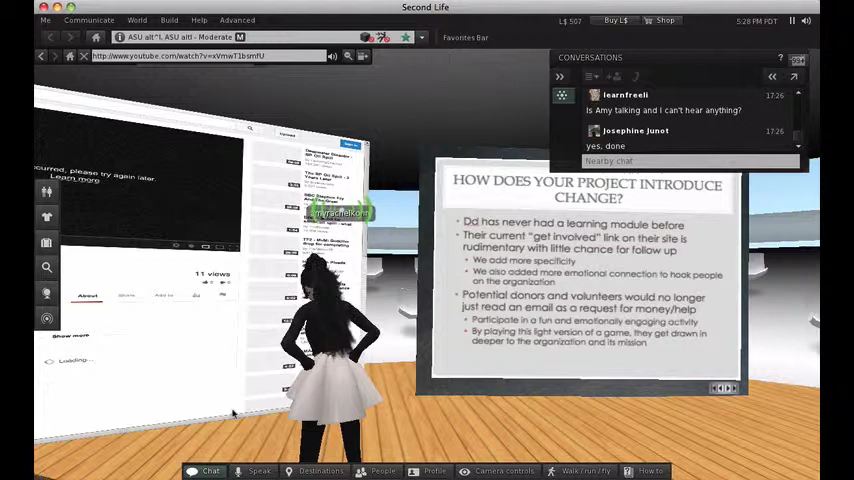 Second Life
Me Communicate World Build Help Advanced
L$ 507 Buy L$ Shop 5:28 PM PDT
ASU alt^I, ASU alt! - Moderate M
Favorites Bar
http://www.youtube.com/watch?v=xVmwT1bsmfU
CONVERSATIONS
learnfreeli 17:26
Is Amy talking and I can't hear anything?
Josephine Junot 17:26
yes, done
Nearby chat
Upload
Sign in
occurred, please try again later.
Learn more
11 views
About Share Add to
Show more
Loading...
HOW DOES YOUR PROJECT INTRODUCE
CHANGE?
Dd has never had a learning module before
Their current "get involved" link on their site is
rudimentary with little chance for follow up
We add more specificity
We also added more emotional connection to hook people
on the organization
Potential donors and volunteers would no longer
just read an email as a request for money/help
Participate in a fun and emotionally engaging activity
By playing this light version of a game, they get drawn in
deeper to the organization and its mission
Chat Speak Destinations People Profile Camera controls Walk / run / fly How to